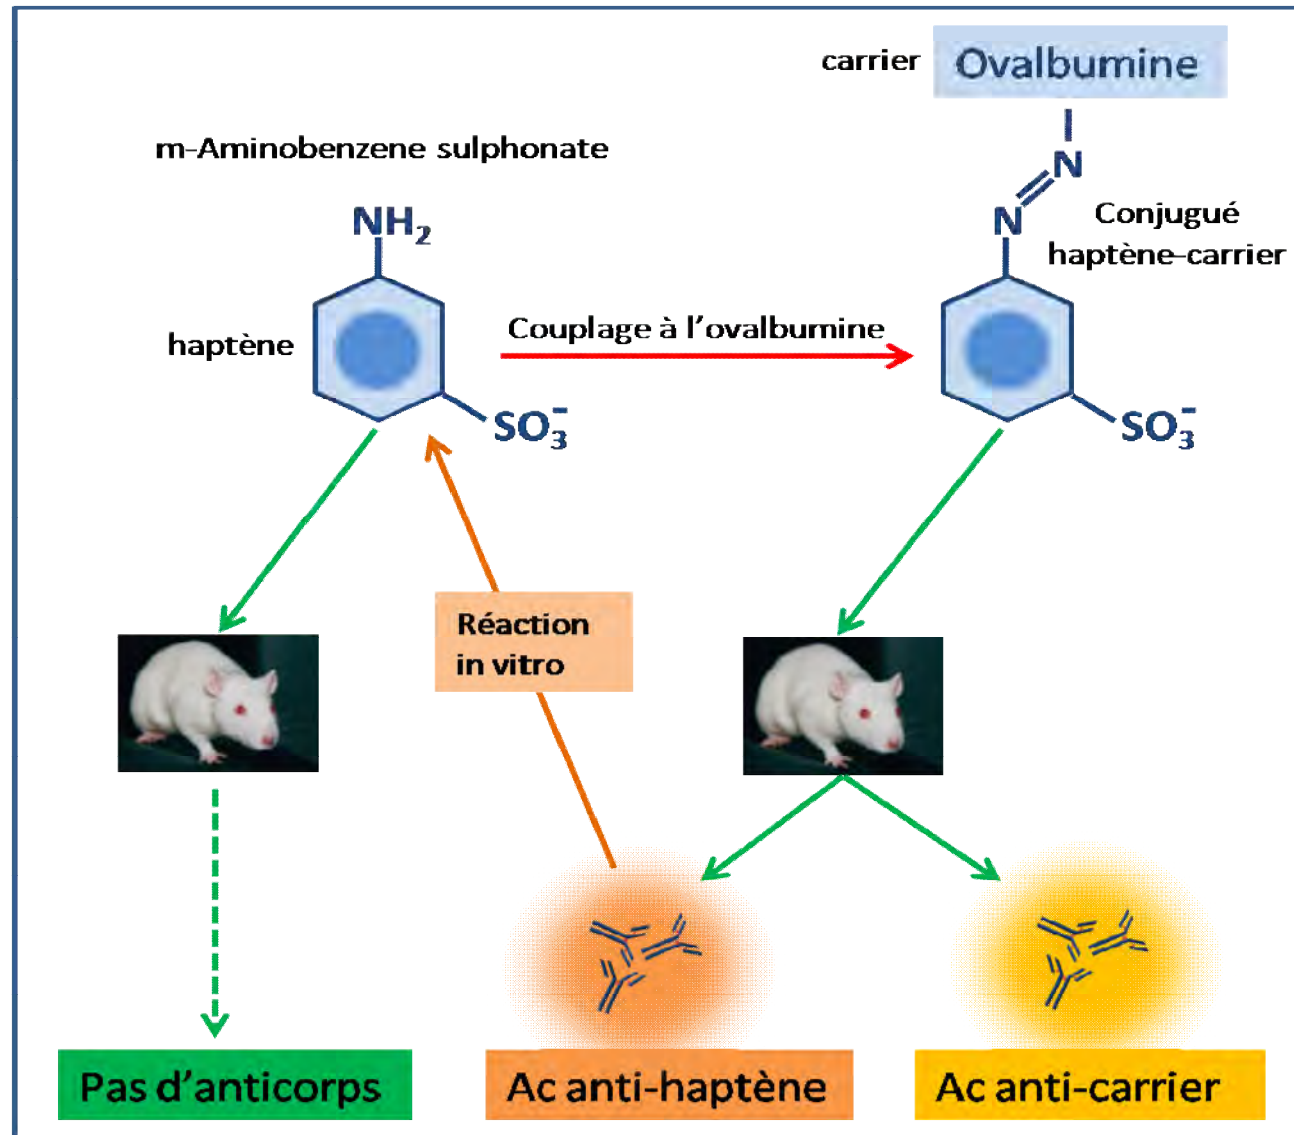 carrier
Ovalbumine
m-Aminobenzene sulphonate
NH₂
N
N
Conjugué
haptène-carrier
haptène
Couplage à l'ovalbumine
SO₃⁻
SO₃⁻
Réaction
in vitro
Pas d'anticorps
Ac anti-haptène
Ac anti-carrier